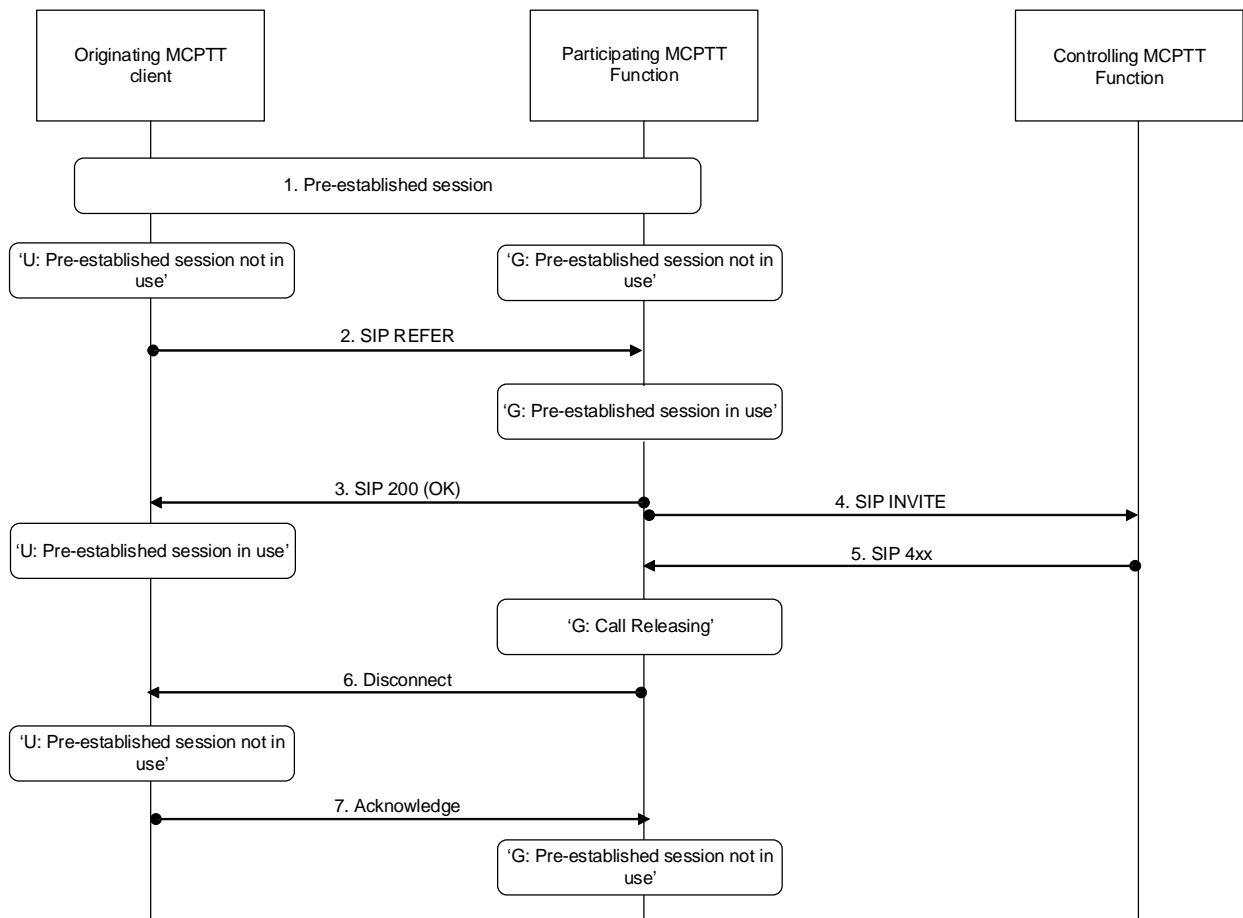 Originating MCPTT
client
Participating MCPTT
Function
Controlling MCPTT
Function
1. Pre-established session
‘U: Pre-established session not in
use’
‘G: Pre-established session not in
use’
2. SIP REFER
‘G: Pre-established session in use’
3. SIP 200 (OK)
4. SIP INVITE
‘U: Pre-established session in use’
5. SIP 4xx
‘G: Call Releasing’
6. Disconnect
‘U: Pre-established session not in
use’
7. Acknowledge
‘G: Pre-established session not in
use’